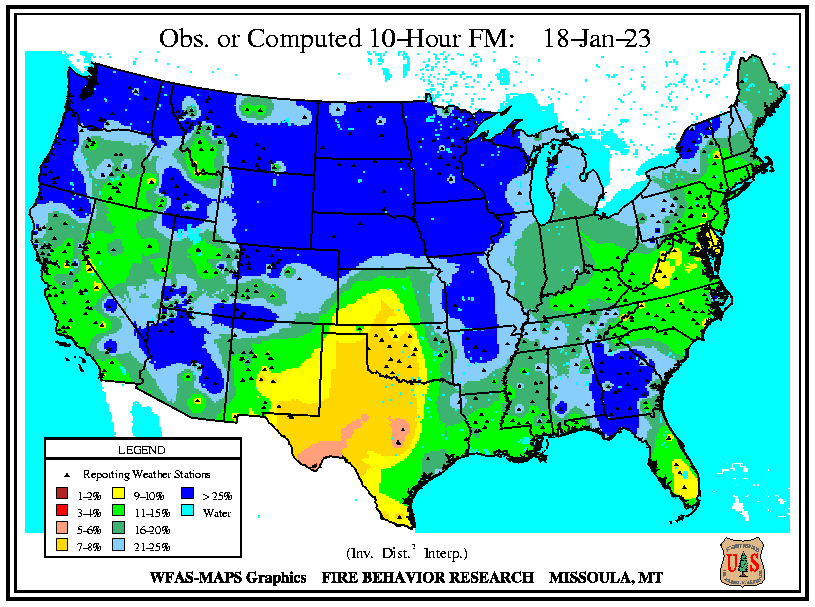 Obs. or Computed 10-Hour FM: 18-Jan-23
LEGEND
Reporting Weather Stations
1-2% 9-10% > 25%
3-4% 11-15% Water
5-6% 16-20%
7-8% 21-25%
(Inv. Dist.² Interp.)
WFAS-MAPS Graphics FIRE BEHAVIOR RESEARCH MISSOULA, MT
U S